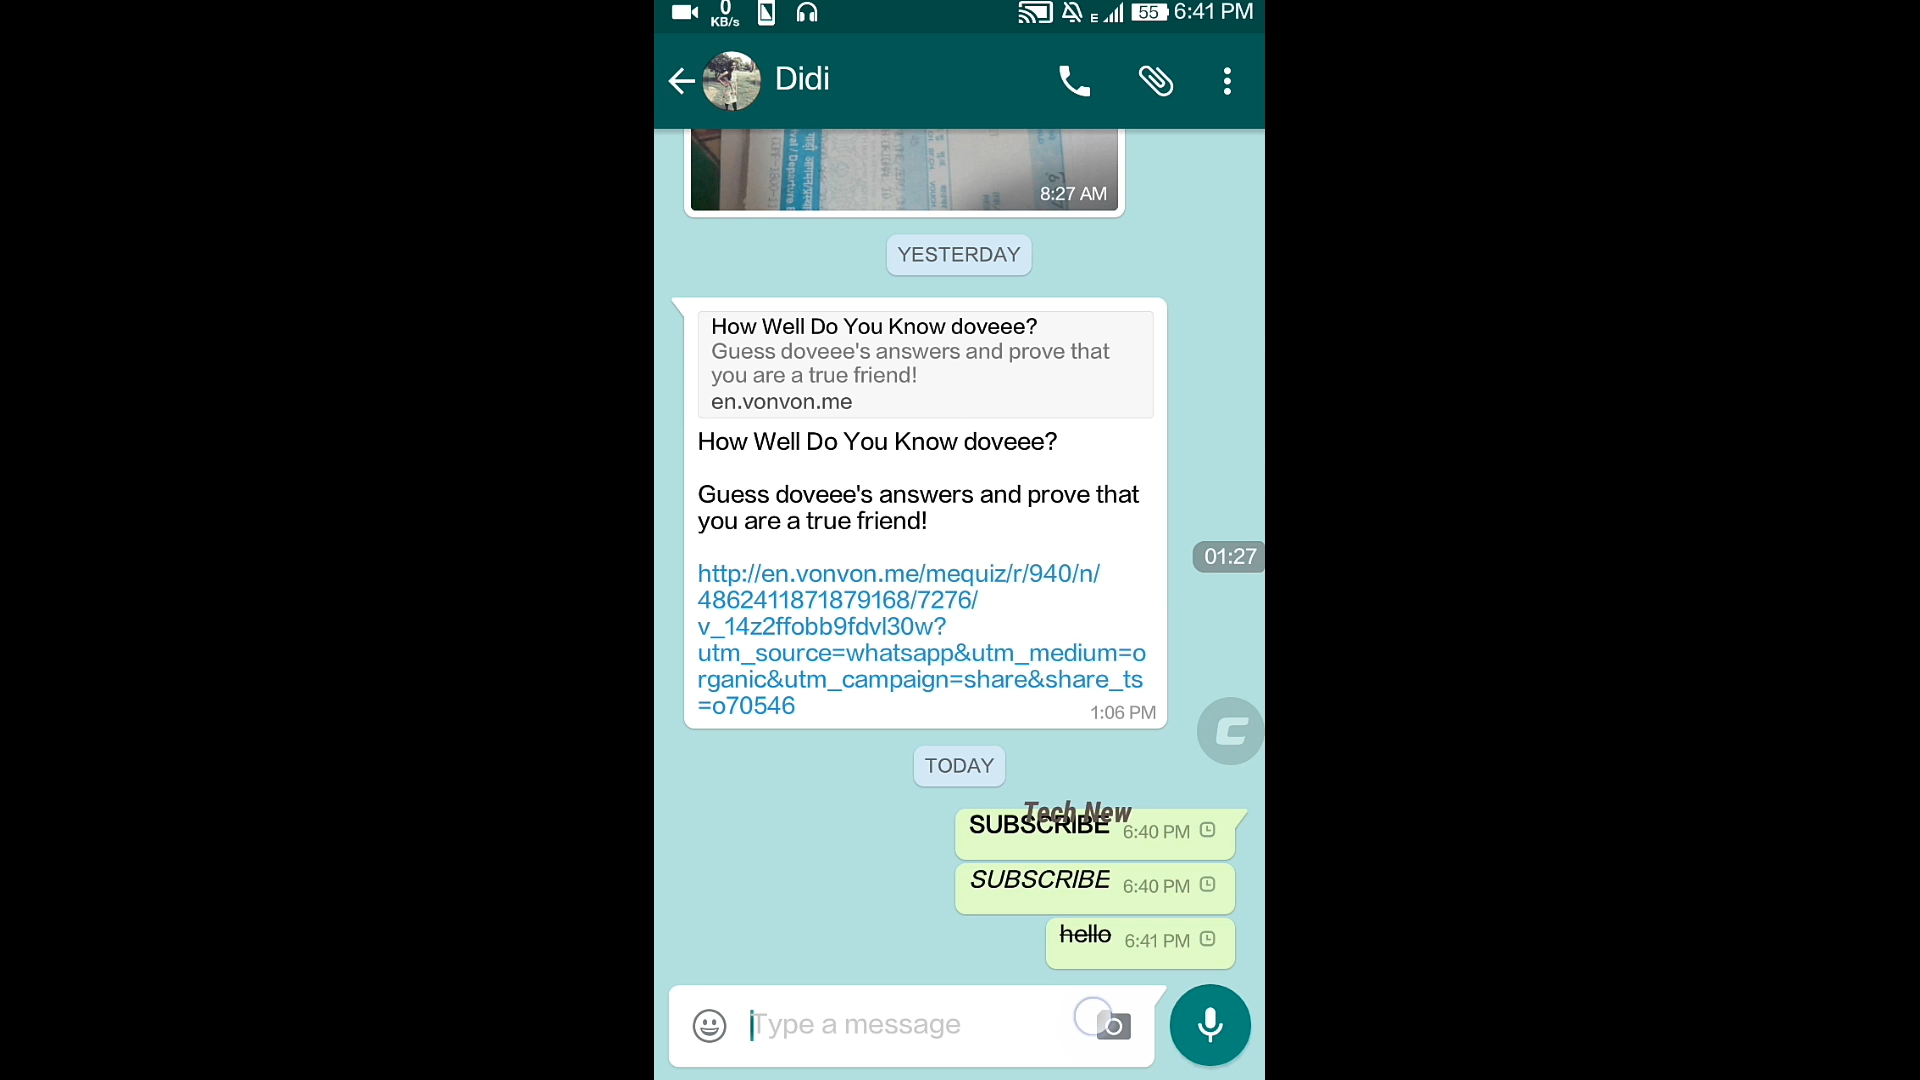 0
KB/s
55 6:41 PM
Didi
8:27 AM
YESTERDAY
How Well Do You Know doveee?
Guess doveee's answers and prove that
you are a true friend!
en.vonvon.me
How Well Do You Know doveee?
Guess doveee's answers and prove that
you are a true friend!
01:27
http://en.vonvon.me/mequiz/r/940/n/
4862411871879168/7276/
v_14z2ffobb9fdvl30w?
utm_source=whatsapp&utm_medium=o
rganic&utm_campaign=share&share_ts
=o70546
1:06 PM
TODAY
Tech New
SUBSCRIBE 6:40 PM
SUBSCRIBE 6:40 PM
hello 6:41 PM
Type a message